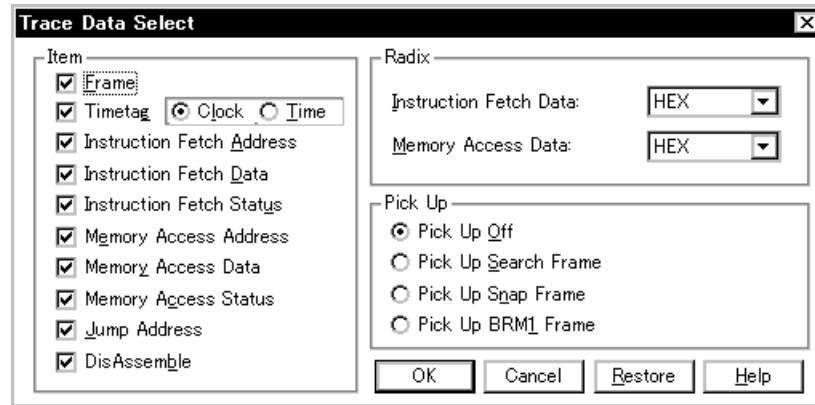 Trace Data Select
Item
Frame
Timetag Clock Time
Instruction Fetch Address
Instruction Fetch Data
Instruction Fetch Status
Memory Access Address
Memory Access Data
Memory Access Status
Jump Address
DisAssemble
Radix
Instruction Fetch Data: HEX
Memory Access Data: HEX
Pick Up
Pick Up Off
Pick Up Search Frame
Pick Up Snap Frame
Pick Up BRM1 Frame
OK Cancel Restore Help